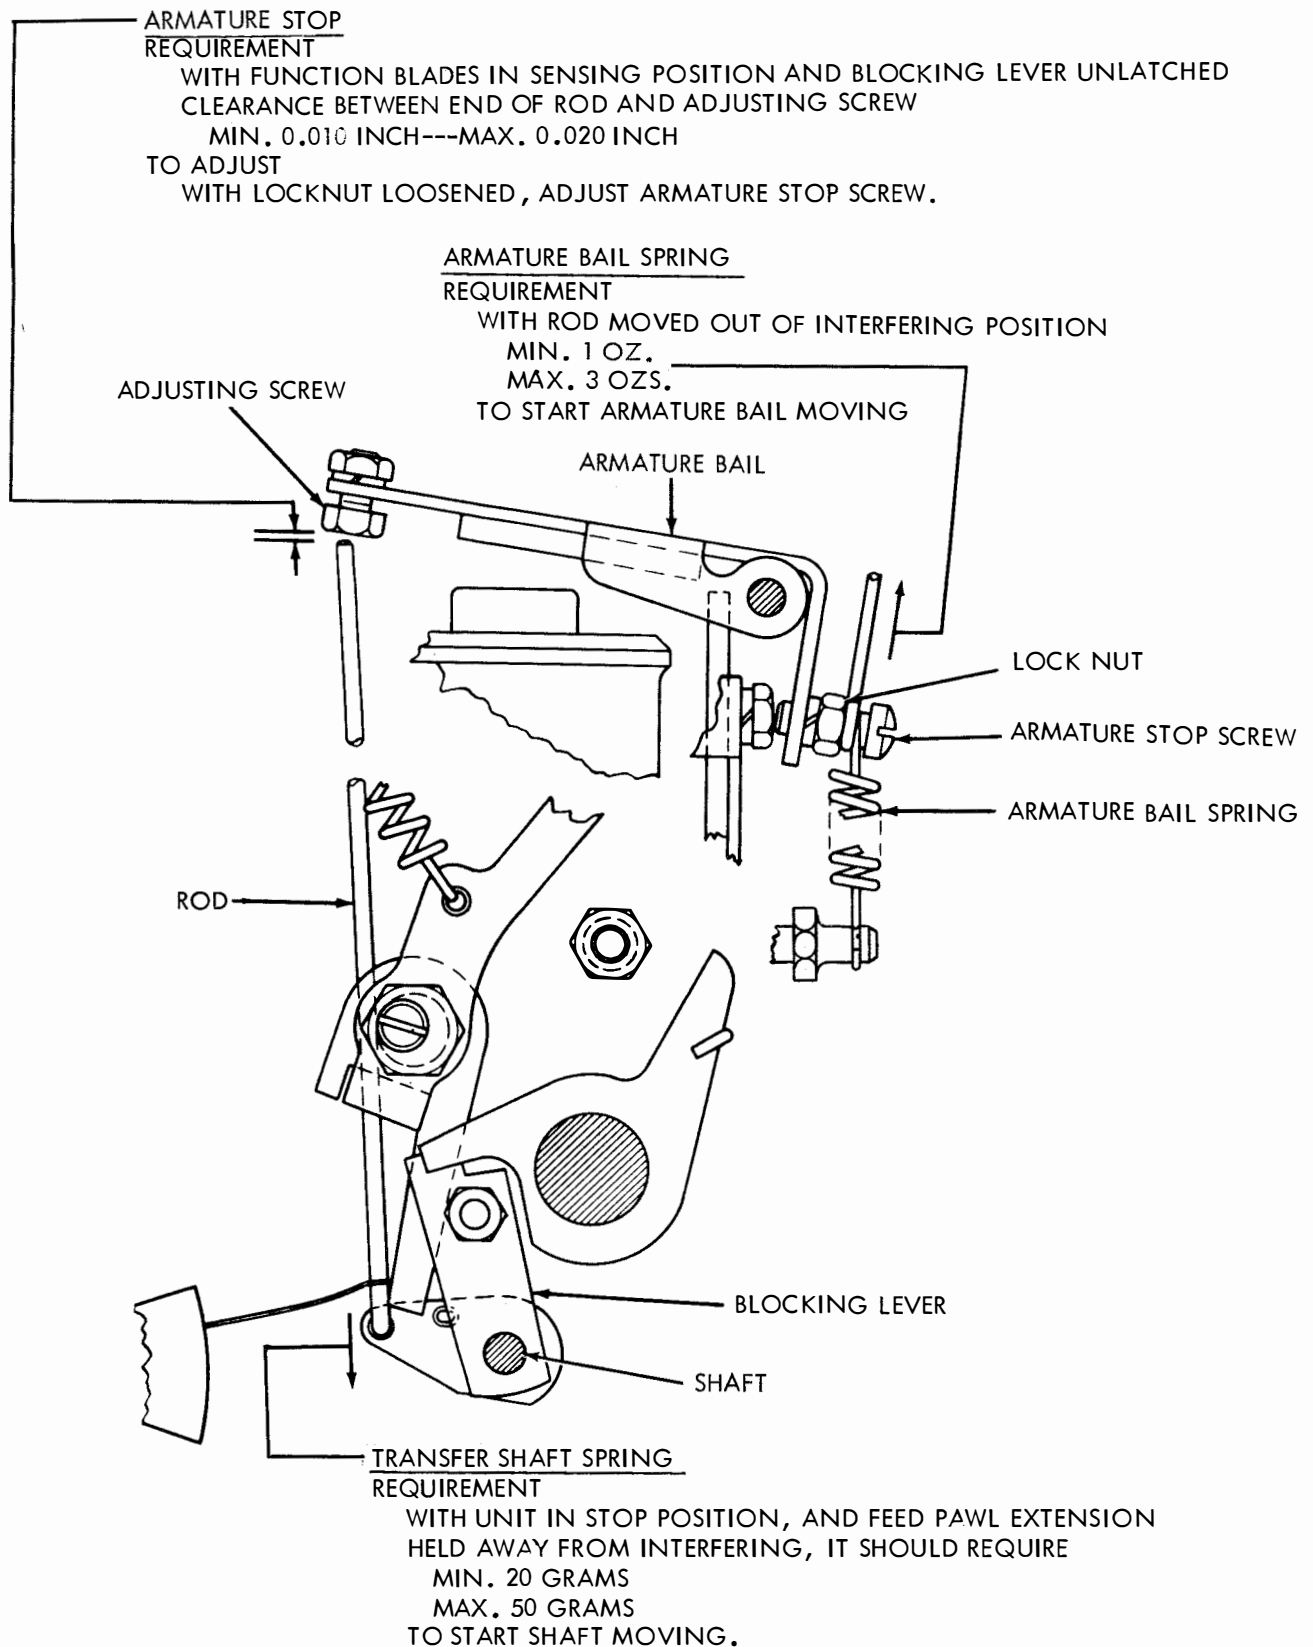 ARMATURE STOP
REQUIREMENT
WITH FUNCTION BLADES IN SENSING POSITION AND BLOCKING LEVER UNLATCHED
CLEARANCE BETWEEN END OF ROD AND ADJUSTING SCREW
MIN. 0.010 INCH---MAX. 0.020 INCH
TO ADJUST
WITH LOCKNUT LOOSENED, ADJUST ARMATURE STOP SCREW.
ARMATURE BAIL SPRING
REQUIREMENT
WITH ROD MOVED OUT OF INTERFERING POSITION
MIN. 1 OZ.
MAX. 3 OZS.
TO START ARMATURE BAIL MOVING
ADJUSTING SCREW
ARMATURE BAIL
LOCK NUT
ARMATURE STOP SCREW
ARMATURE BAIL SPRING
ROD
BLOCKING LEVER
SHAFT
TRANSFER SHAFT SPRING
REQUIREMENT
WITH UNIT IN STOP POSITION, AND FEED PAWL EXTENSION
HELD AWAY FROM INTERFERING, IT SHOULD REQUIRE
MIN. 20 GRAMS
MAX. 50 GRAMS
TO START SHAFT MOVING.